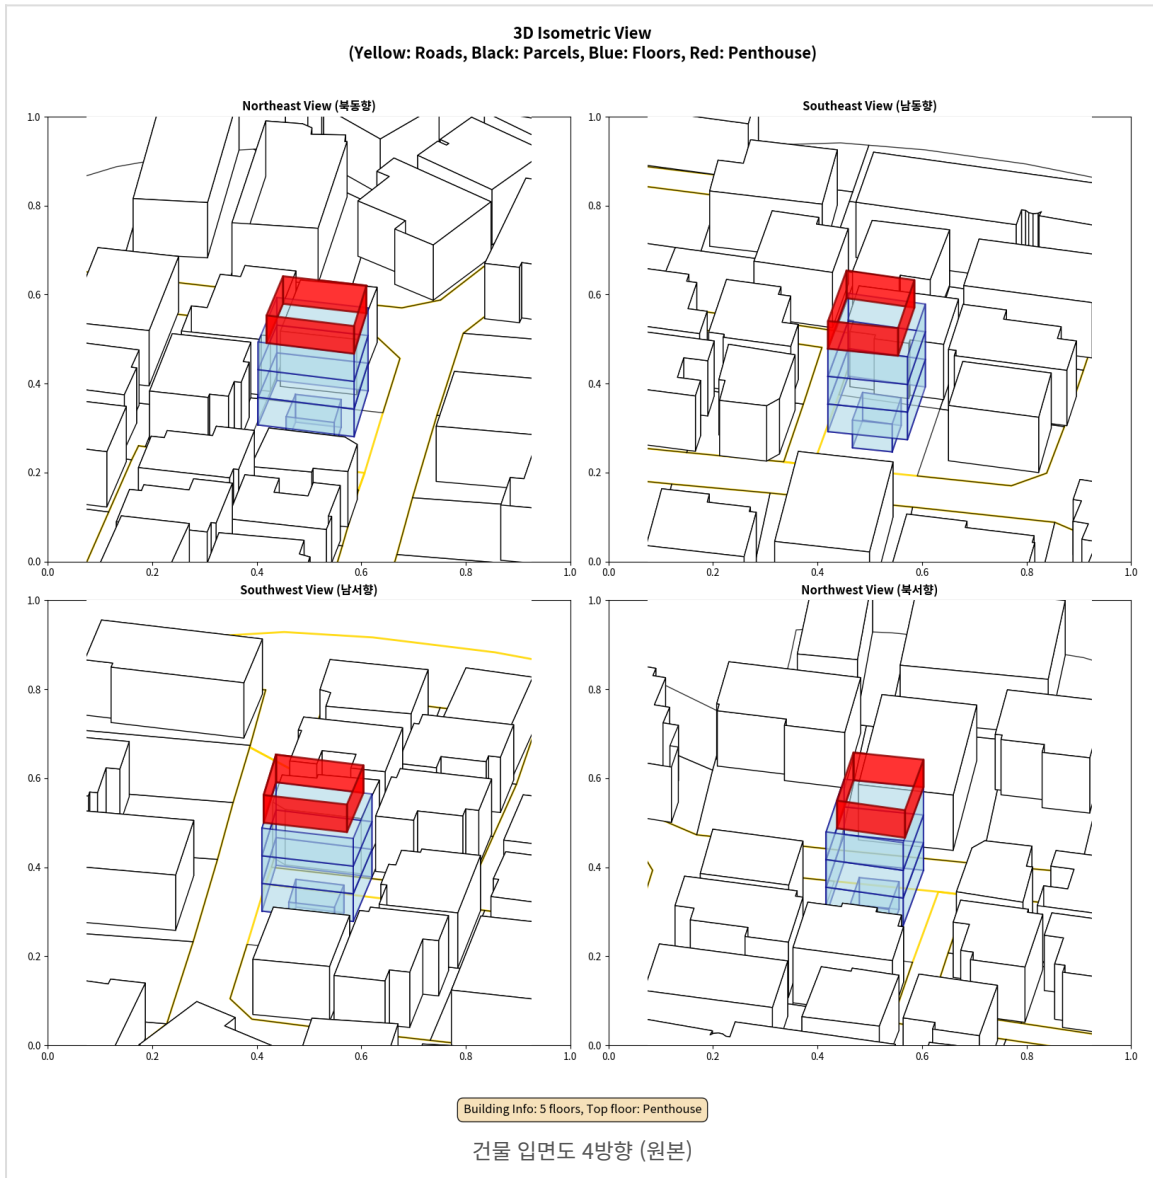 3D Isometric View
(Yellow: Roads, Black: Parcels, Blue: Floors, Red: Penthouse)
Northeast View (북동향)
1.0
0.8
0.6
0.4
0.2
0.0
0.0 0.2 0.4 0.6 0.8 1.0
Southeast View (남동향)
1.0
0.8
0.6
0.4
0.2
0.0
0.0 0.2 0.4 0.6 0.8 1.0
Southwest View (남서향)
1.0
0.8
0.6
0.4
0.2
0.0
0.0 0.2 0.4 0.6 0.8 1.0
Northwest View (북서향)
1.0
0.8
0.6
0.4
0.2
0.0
0.0 0.2 0.4 0.6 0.8 1.0
Building Info: 5 floors, Top floor: Penthouse
건물 입면도 4방향 (원본)